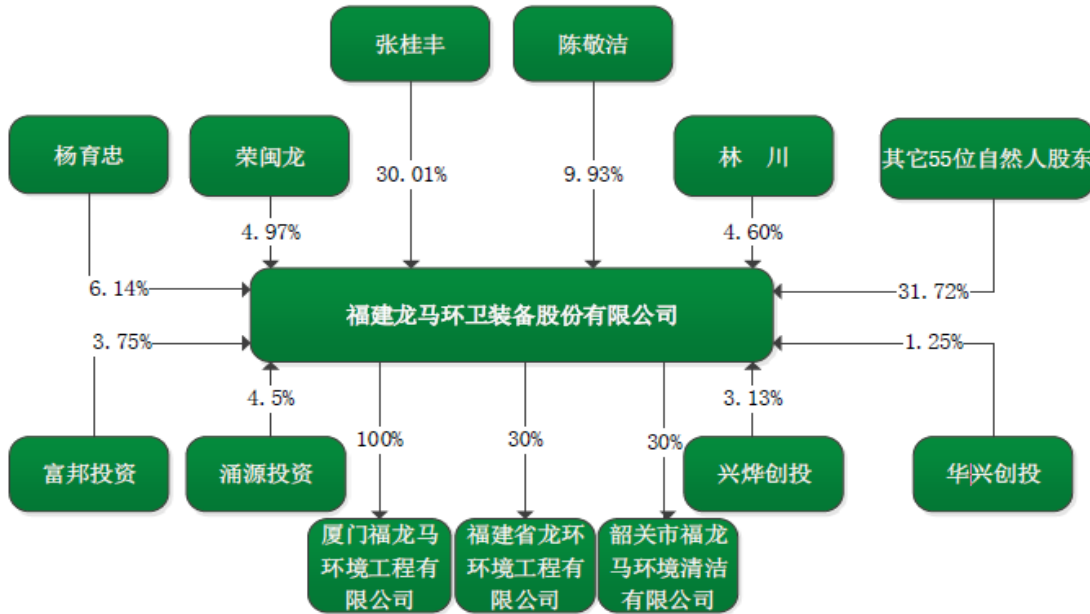 张桂丰
陈敬洁
杨育忠
荣闽龙
林 川
其它55位自然人股东
30.01%
9.93%
4.97%
4.60%
6.14%
31.72%
福建龙马环卫装备股份有限公司
3.75%
1.25%
4.5%
3.13%
100%
30%
30%
富邦投资
涌源投资
兴烨创投
华兴创投
厦门福龙马
环境工程有
限公司
福建省龙环
环境工程有
限公司
韶关市福龙
马环境清洁
有限公司